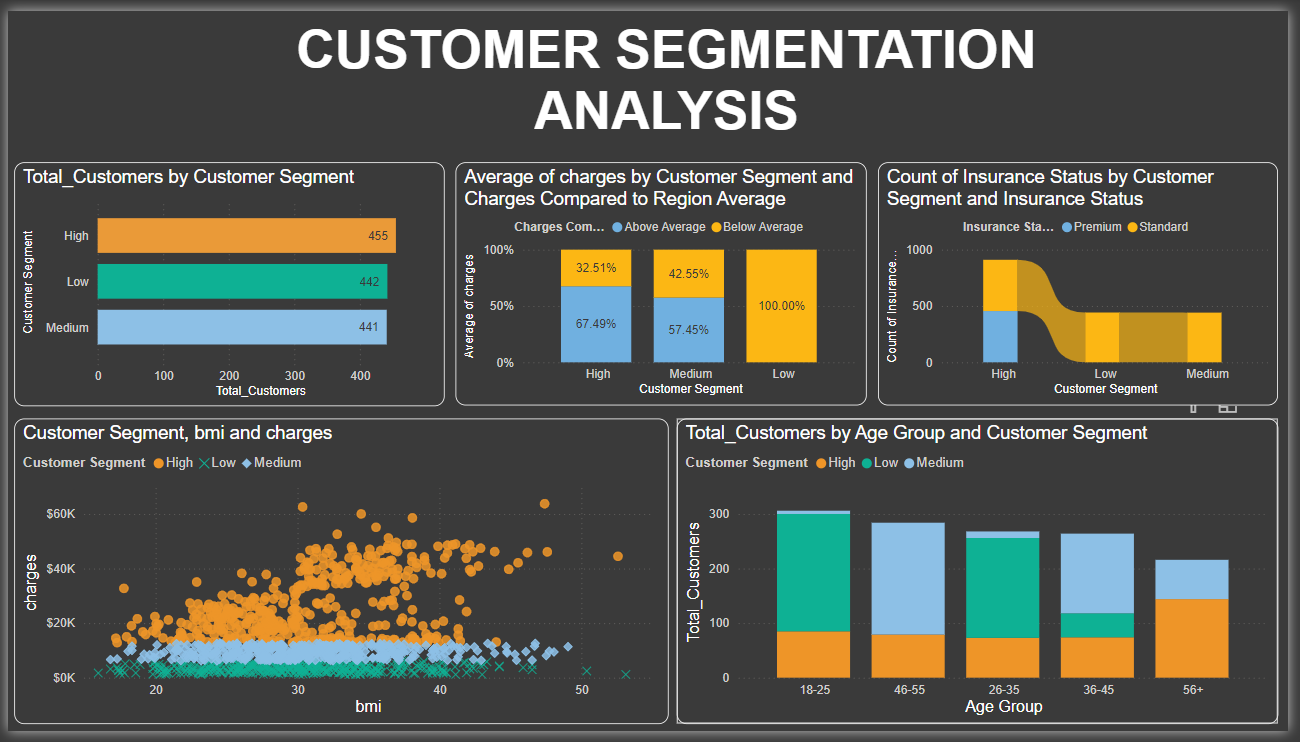 CUSTOMER SEGMENTATION
ANALYSIS
Total_Customers by Customer Segment
Customer Segment
High
455
Low
442
Medium
441
0 100 200 300 400
Total_Customers
Average of charges by Customer Segment and
Charges Compared to Region Average
Charges Com... Above Average Below Average
Average of charges
100%
50%
0%
32.51%
67.49%
42.55%
57.45%
100.00%
High Medium Low
Customer Segment
Count of Insurance Status by Customer
Segment and Insurance Status
Insurance Sta... Premium Standard
Count of Insurance...
1000
500
0
High Low Medium
Customer Segment
Customer Segment, bmi and charges
Customer Segment High Low Medium
charges
$60K
$40K
$20K
$0K
20 30 40 50
bmi
Total_Customers by Age Group and Customer Segment
Customer Segment High Low Medium
Total_Customers
300
200
100
0
18-25 46-55 26-35 36-45 56+
Age Group